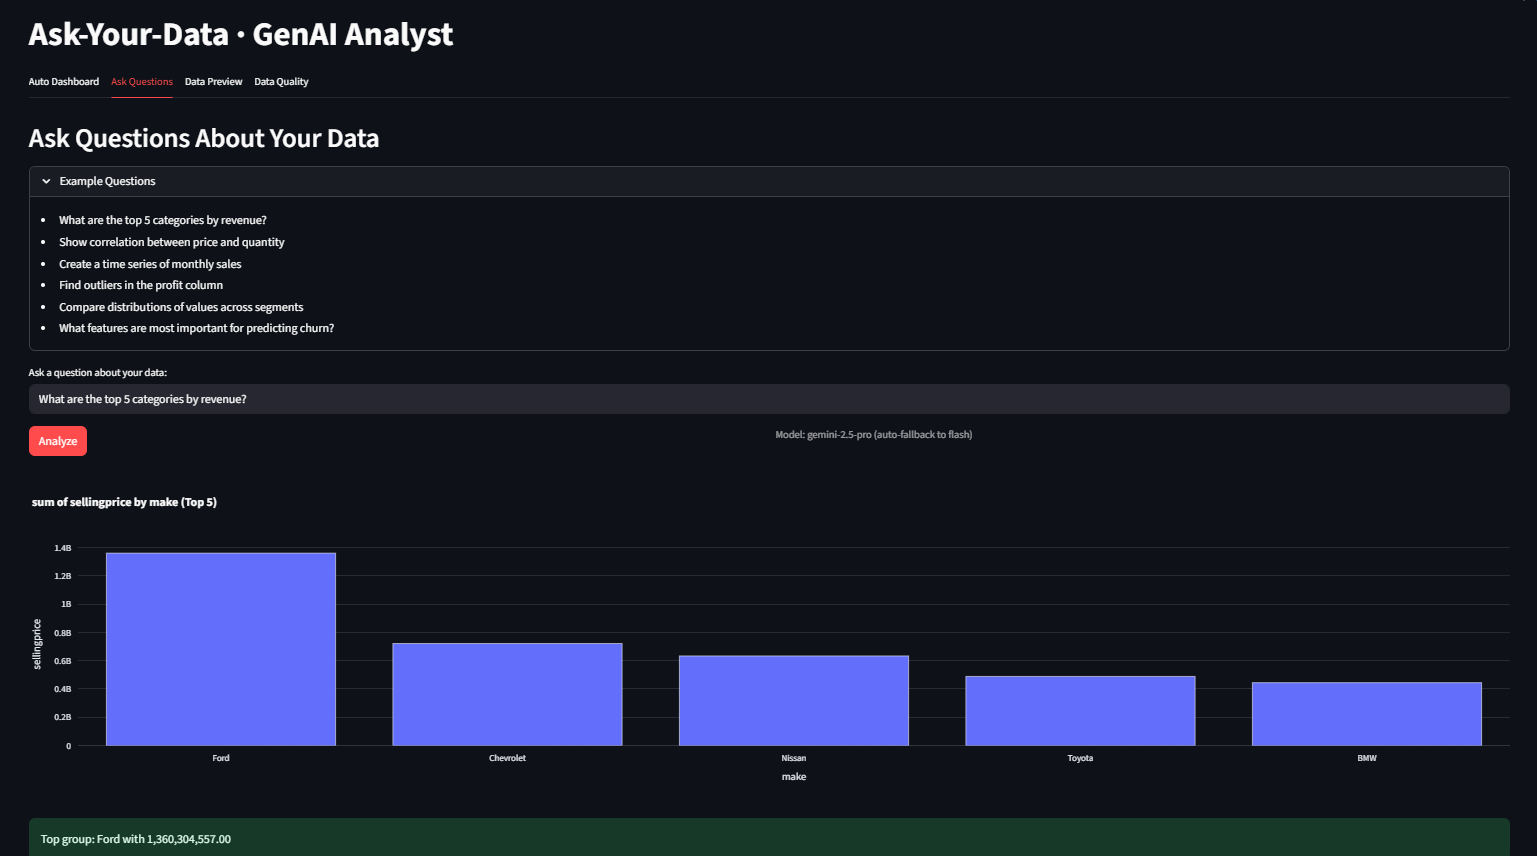 Ask-Your-Data · GenAI Analyst
Auto Dashboard Ask Questions Data Preview Data Quality
Ask Questions About Your Data
Example Questions
• What are the top 5 categories by revenue?
• Show correlation between price and quantity
• Create a time series of monthly sales
• Find outliers in the profit column
• Compare distributions of values across segments
• What features are most important for predicting churn?
Ask a question about your data:
What are the top 5 categories by revenue?
Analyze
Model: gemini-2.5-pro (auto-fallback to flash)
sum of sellingprice by make (Top 5)
1.4B
1.2B
1B
0.8B
0.6B
0.4B
0.2B
0
sellingprice
Ford Chevrolet Nissan Toyota BMW
make
Top group: Ford with 1,360,304,557.00